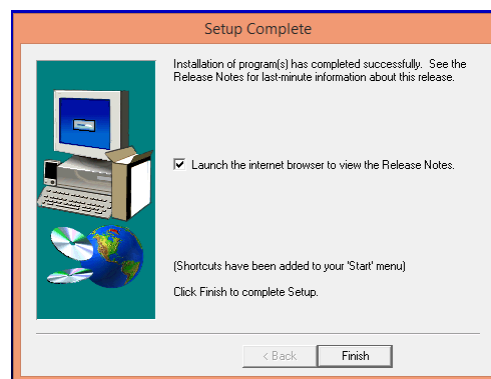 Setup Complete
Installation of program(s) has completed successfully.  See the
Release Notes for last-minute information about this release.
Launch the internet browser to view the Release Notes.
(Shortcuts have been added to your 'Start' menu)
Click Finish to complete Setup.
< Back
Finish